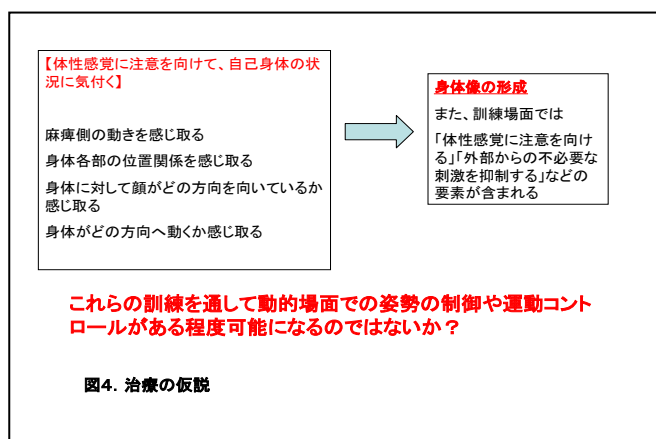 【体性感覚に注意を向けて、自己身体の状
況に気付く】
麻痺側の動きを感じ取る
身体各部の位置関係を感じ取る
身体に対して顔がどの方向を向いているか
感じ取る
身体がどの方向へ動くか感じ取る
身体像の形成
また、訓練場面では
「体性感覚に注意を向け
る」「外部からの不必要な
刺激を抑制する」などの
要素が含まれる
これらの訓練を通して動的場面での姿勢の制御や運動コント
ロールがある程度可能になるのではないか？
図4．治療の仮説